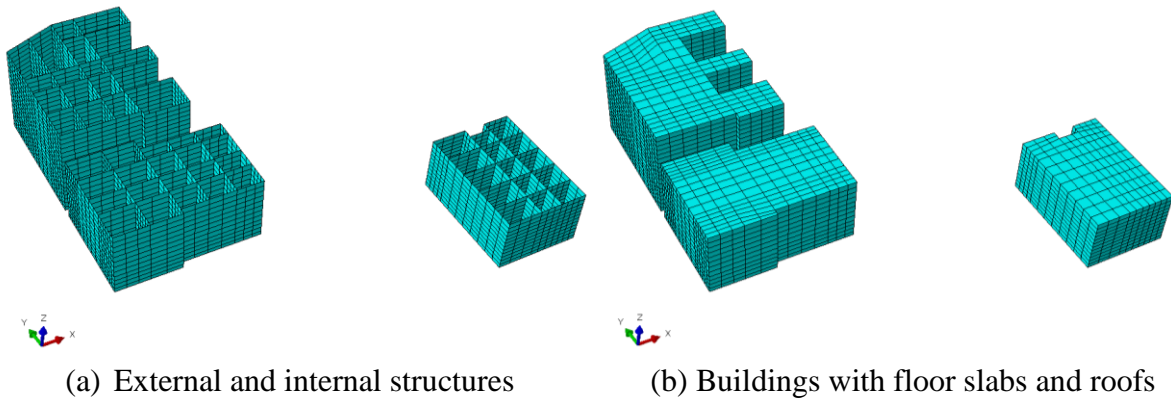 Y Z X
Y Z X
(a) External and internal structures
(b) Buildings with floor slabs and roofs